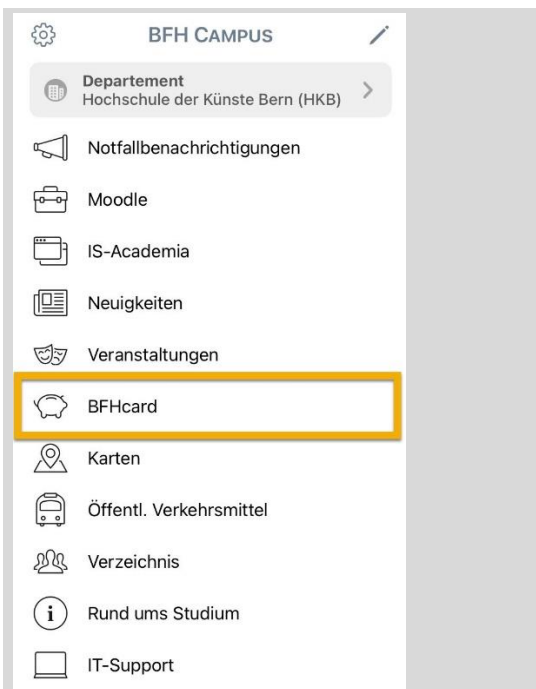 BFH CAMPUS
Departement
Hochschule der Künste Bern (HKB)
Notfallbenachrichtigungen
Moodle
IS-Academia
Neuigkeiten
Veranstaltungen
BFHcard
Karten
Öffentl. Verkehrsmittel
Verzeichnis
Rund ums Studium
IT-Support